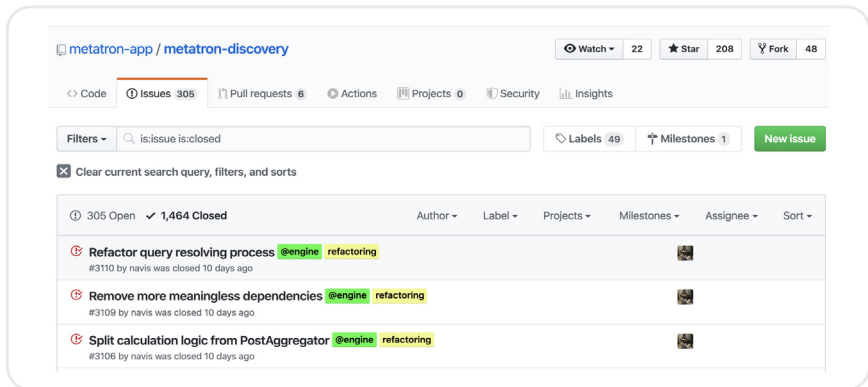 metatron-app / metatron-discovery
Watch 22 Star 208 Fork 48
Code Issues 305 Pull requests 6 Actions Projects 0 Security Insights
Filters is:issue is:closed Labels 49 Milestones 1 New issue
Clear current search query, filters, and sorts
305 Open 1,464 Closed Author Label Projects Milestones Assignee Sort
Refactor query resolving process @engine refactoring
#3110 by navis was closed 10 days ago
Remove more meaningless dependencies @engine refactoring
#3109 by navis was closed 10 days ago
Split calculation logic from PostAggregator @engine refactoring
#3106 by navis was closed 10 days ago